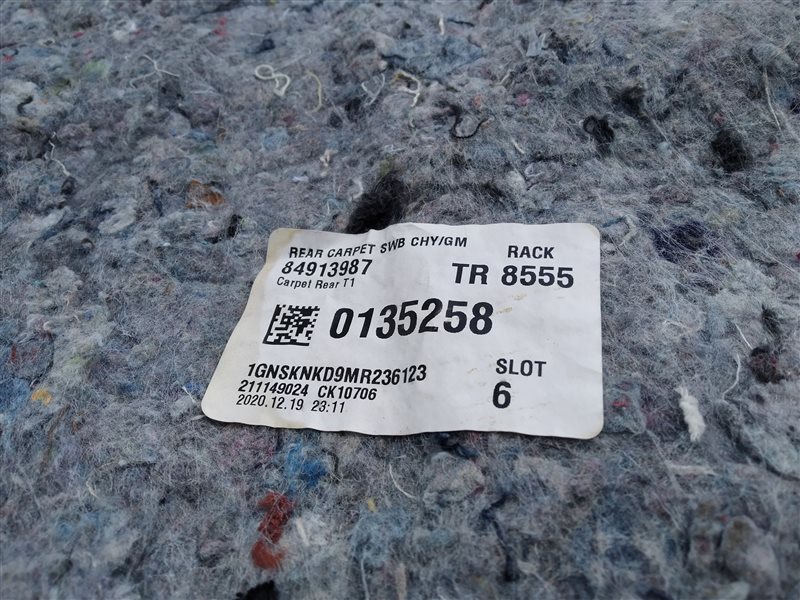 REAR CARPET SWB CHY/GM
84913987
Carpet Rear T1
RACK
TR 8555
0135258
1GNSKNKD9MR236123
211149024 CK10706
2020.12.19 23:11
SLOT
6